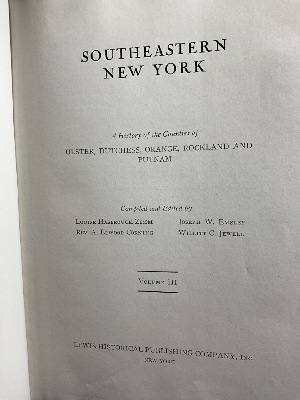 SOUTHEASTERN
NEW YORK
A History of the Counties of
ULSTER, DUTCHESS, ORANGE, ROCKLAND AND
PUTNAM
Compiled and Edited by
LOUISE HASBROUCK ZIMM JOSEPH W. EMSLEY
REV. A. ELWOOD CORNING WILLITT C. JEWELL
VOLUME III
LEWIS HISTORICAL PUBLISHING COMPANY, INC.
NEW YORK